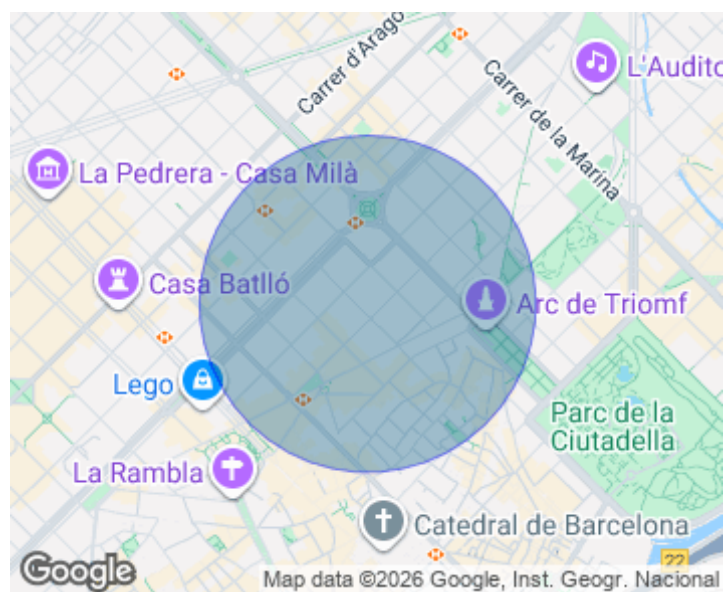 Carrer d'Aragó
L'Audito
Carrer de la Marina
La Pedrera - Casa Milà
Casa Batlló
Arc de Triomf
Lego
Parc de la
Ciutadella
La Rambla
Catedral de Barcelona
22
Google
Map data ©2026 Google, Inst. Geogr. Nacional